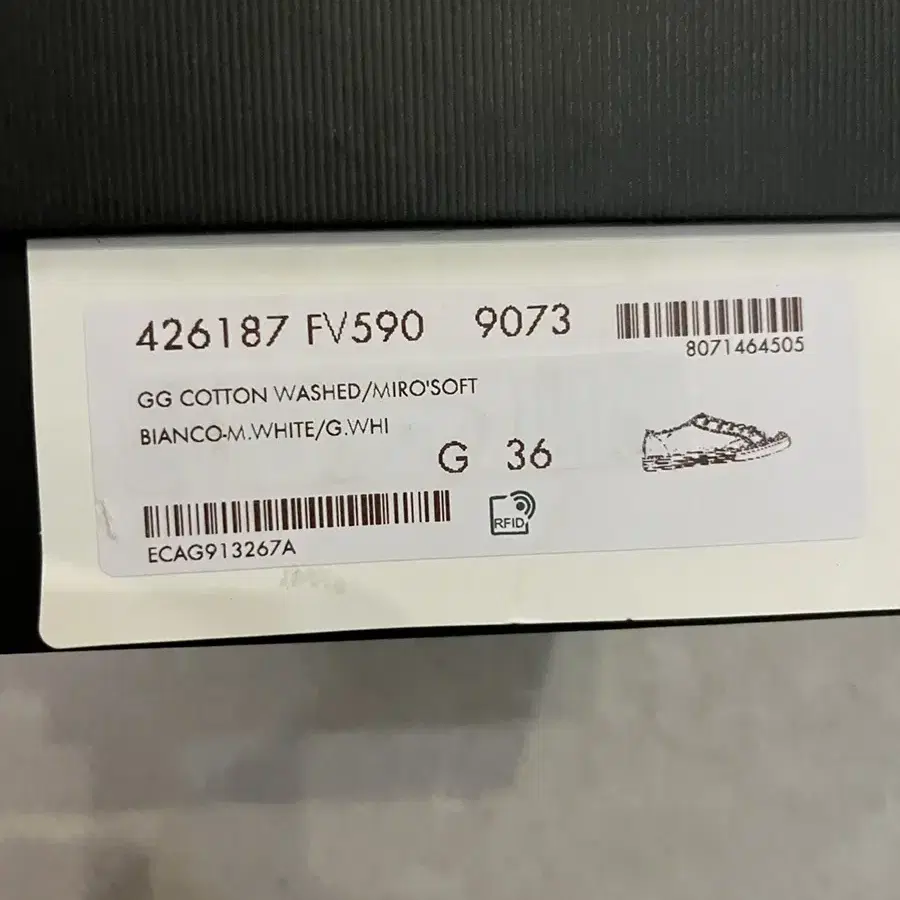 426187 FV590 9073
8071464505
GG COTTON WASHED/MIRO'SOFT
BIANCO-M.WHITE/G.WHI
G 36
RFID
ECAG913267A